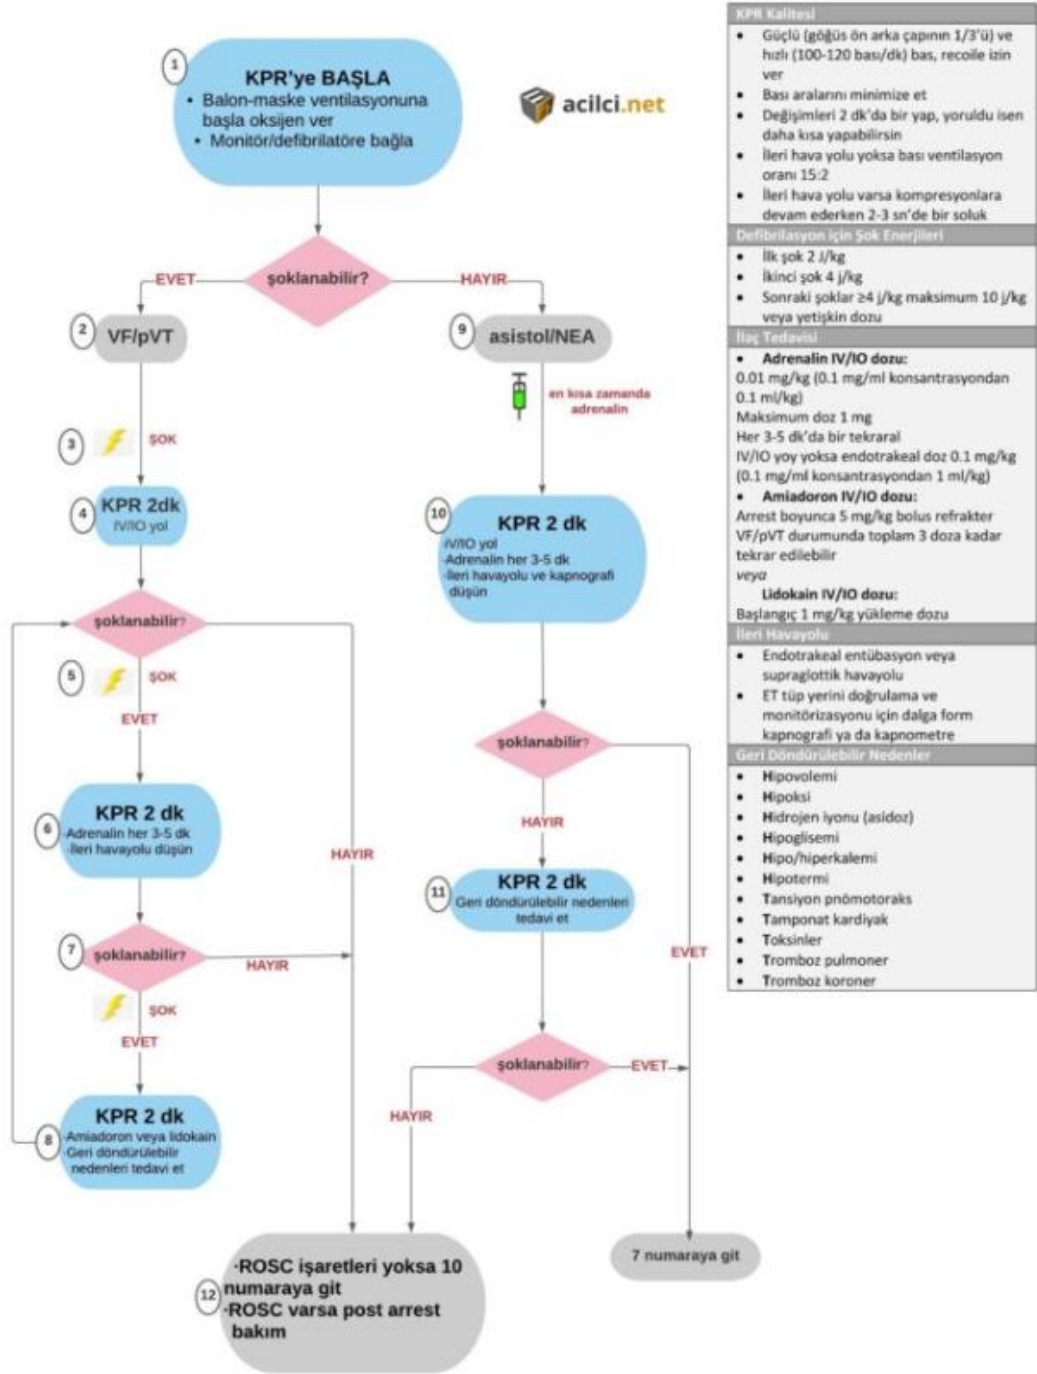 1
KPR'ye BAŞLA
• Balon-maske ventilasyonuna
başla oksijen ver
• Monitör/defibrilatöre bağla
acilci.net
şoklanabilir?
EVET
HAYIR
2
VF/pVT
9
asistol/NEA
en kısa zamanda
adrenalin
3
ŞOK
4
KPR 2dk
IV/IO yol
10
KPR 2 dk
IV/IO yol
-Adrenalin her 3-5 dk
-İleri havayolu ve kapnografi
düşün
şoklanabilir?
5
ŞOK
EVET
şoklanabilir?
6
KPR 2 dk
-Adrenalin her 3-5 dk
-İleri havayolu düşün
HAYIR
HAYIR
11
KPR 2 dk
Geri döndürülebilir nedenleri
tedavi et
7
şoklanabilir?
HAYIR
EVET
ŞOK
EVET
şoklanabilir?
EVET
HAYIR
8
KPR 2 dk
-Amiadoron veya lidokain
-Geri döndürülebilir
nedenleri tedavi et
12
-ROSC işaretleri yoksa 10
numaraya git
-ROSC varsa post arrest
bakım
7 numaraya git
KPR Kalitesi
• Güçlü (göğüs ön arka çapının 1/3'ü) ve
hızlı (100-120 bası/dk) bas, recoile izin
ver
• Bası aralarını minimize et
• Değişimleri 2 dk'da bir yap, yoruldu isen
daha kısa yapabilirsin
• İleri hava yolu yoksa bası ventilasyon
oranı 15:2
• İleri hava yolu varsa kompresyonlara
devam ederken 2-3 sn'de bir soluk
Defibrilasyon için Şok Enerjileri
• İlk şok 2 J/kg
• İkinci şok 4 j/kg
• Sonraki şoklar ≥4 j/kg maksimum 10 j/kg
veya yetişkin dozu
İlaç Tedavisi
• Adrenalin IV/IO dozu:
0.01 mg/kg (0.1 mg/ml konsantrasyondan
0.1 ml/kg)
Maksimum doz 1 mg
Her 3-5 dk'da bir tekraral
IV/IO yoy yoksa endotrakeal doz 0.1 mg/kg
(0.1 mg/ml konsantrasyondan 1 ml/kg)
• Amiadoron IV/IO dozu:
Arrest boyunca 5 mg/kg bolus refrakter
VF/pVT durumunda toplam 3 doza kadar
tekrar edilebilir
veya
Lidokain IV/IO dozu:
Başlangıç 1 mg/kg yükleme dozu
İleri Havayolu
• Endotrakeal entübasyon veya
supraglottik havayolu
• ET tüp yerini doğrulama ve
monitörizasyonu için dalga form
kapnografi ya da kapnometre
Geri Döndürülebilir Nedenler
• Hipovolemi
• Hipoksi
• Hidrojen iyonu (asidoz)
• Hipoglisemi
• Hipo/hiperkalemi
• Hipotermi
• Tansiyon pnömotoraks
• Tamponat kardiyak
• Toksinler
• Tromboz pulmoner
• Tromboz koroner